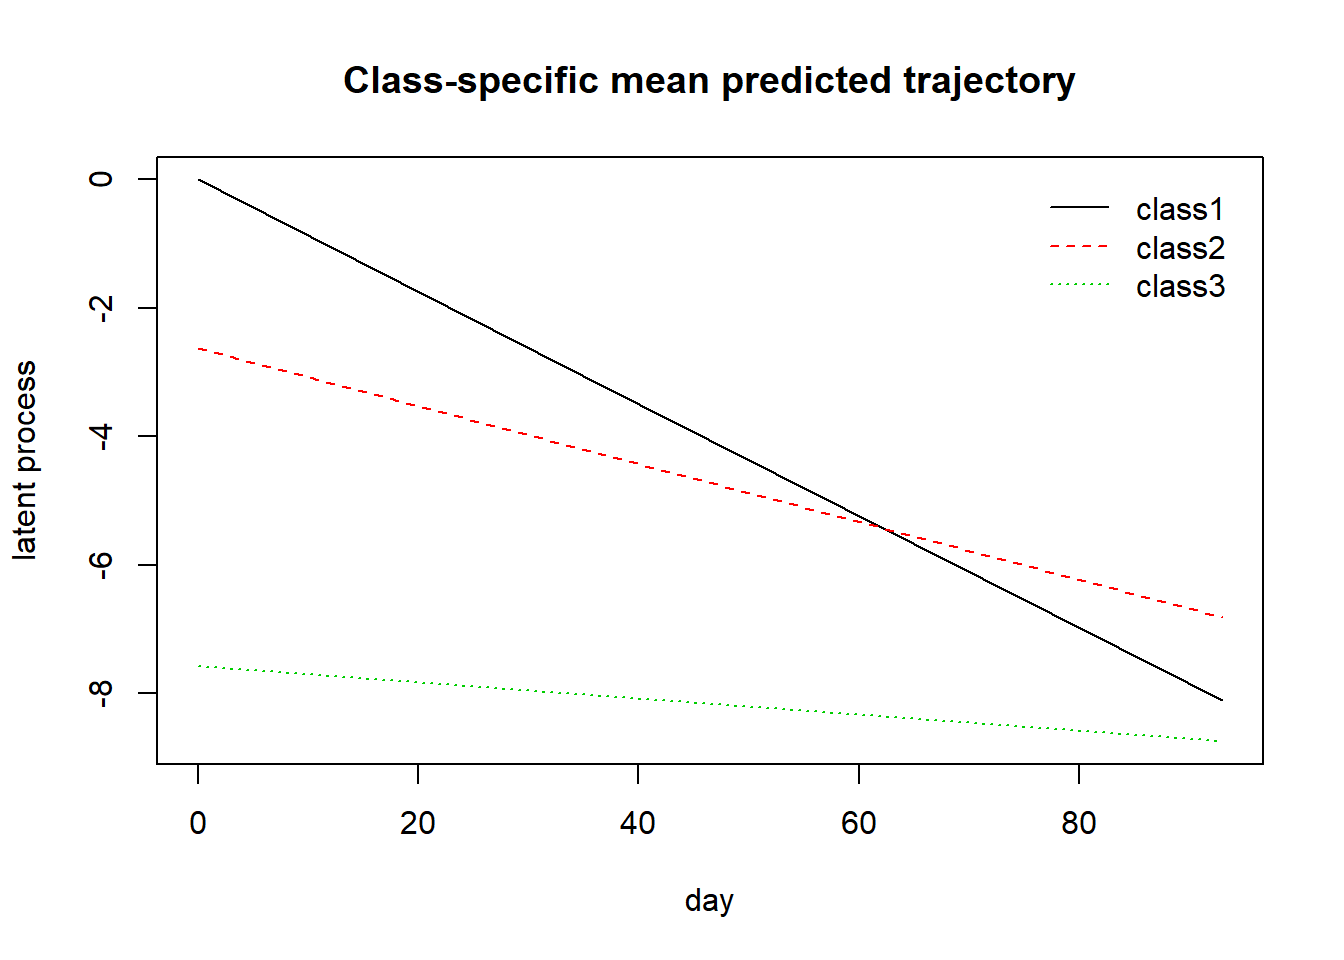 Class-specific mean predicted trajectory
latent process
0
-2
-4
-6
-8
class1
class2
class3
0 20 40 60 80
day